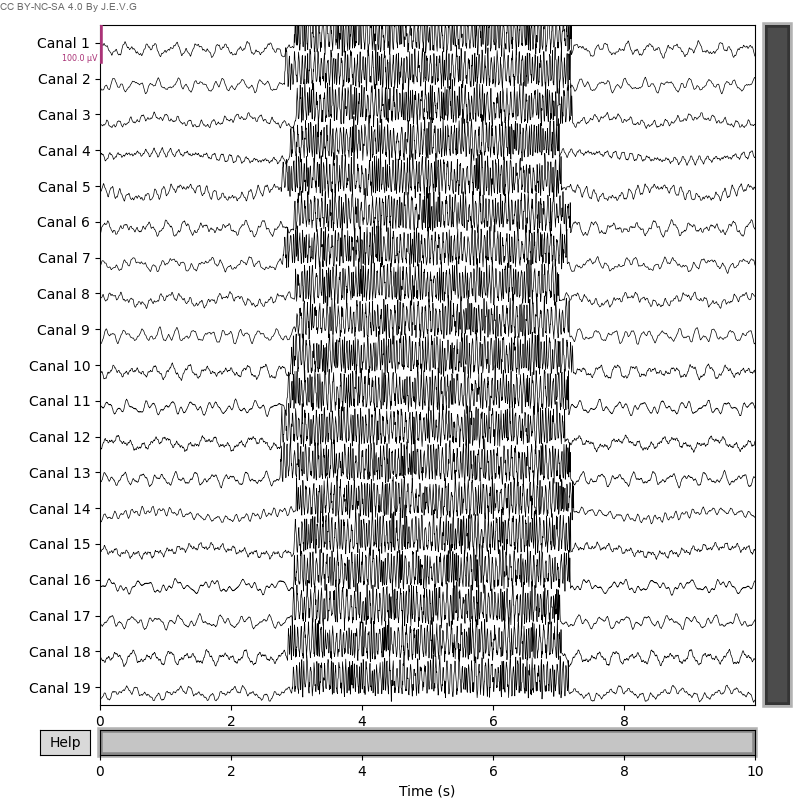 CC BY-NC-SA 4.0 By J.E.V.G
Canal 1
100.0 µV
Canal 2
Canal 3
Canal 4
Canal 5
Canal 6
Canal 7
Canal 8
Canal 9
Canal 10
Canal 11
Canal 12
Canal 13
Canal 14
Canal 15
Canal 16
Canal 17
Canal 18
Canal 19
0 2 4 6 8
Help
0 2 4 6 8 10
Time (s)